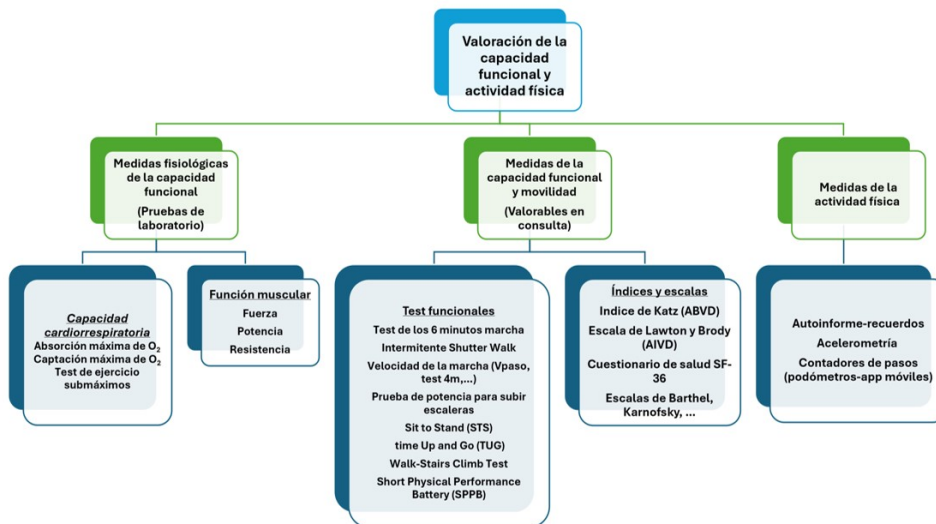 Valoración de la
capacidad
funcional y
actividad física
Medidas fisiológicas
de la capacidad
funcional
(Pruebas de
laboratorio)
Medidas de la
capacidad funcional
y movilidad
(Valorables en
consulta)
Medidas de la
actividad física
Capacidad
cardiorrespiratoria
Absorción máxima de O₂
Captación máxima de O₂
Test de ejercicio
submáximos
Función muscular
Fuerza
Potencia
Resistencia
Test funcionales
Test de los 6 minutos marcha
Intermitente Shutter Walk
Velocidad de la marcha (Vpaso,
test 4m,...)
Prueba de potencia para subir
escaleras
Sit to Stand (STS)
time Up and Go (TUG)
Walk-Stairs Climb Test
Short Physical Performance
Battery (SPPB)
Índices y escalas
Indice de Katz (ABVD)
Escala de Lawton y Brody
(AIVD)
Cuestionario de salud SF-
36
Escalas de Barthel,
Karnofsky, ...
Autoinforme-recuerdos
Acelerometría
Contadores de pasos
(podómetros-app móviles)